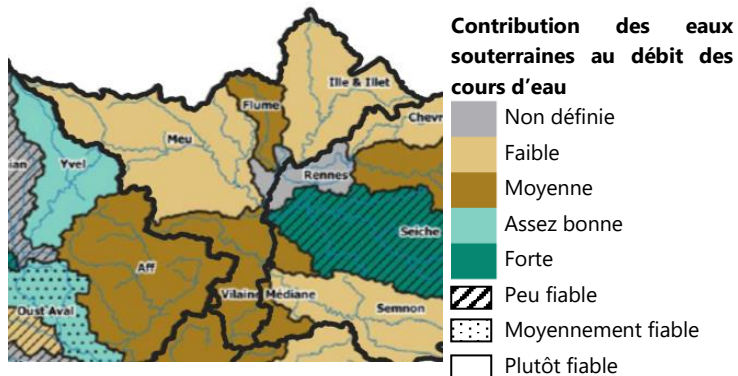 Ille & Illet
Flume
Chevr
Meu
Yvel
Rennes
Seiche
Aff
Vilaine Médiane
Oust Aval
Semnon
Contribution des eaux
souterraines au débit des
cours d'eau
Non définie
Faible
Moyenne
Assez bonne
Forte
Peu fiable
Moyennement fiable
Plutôt fiable